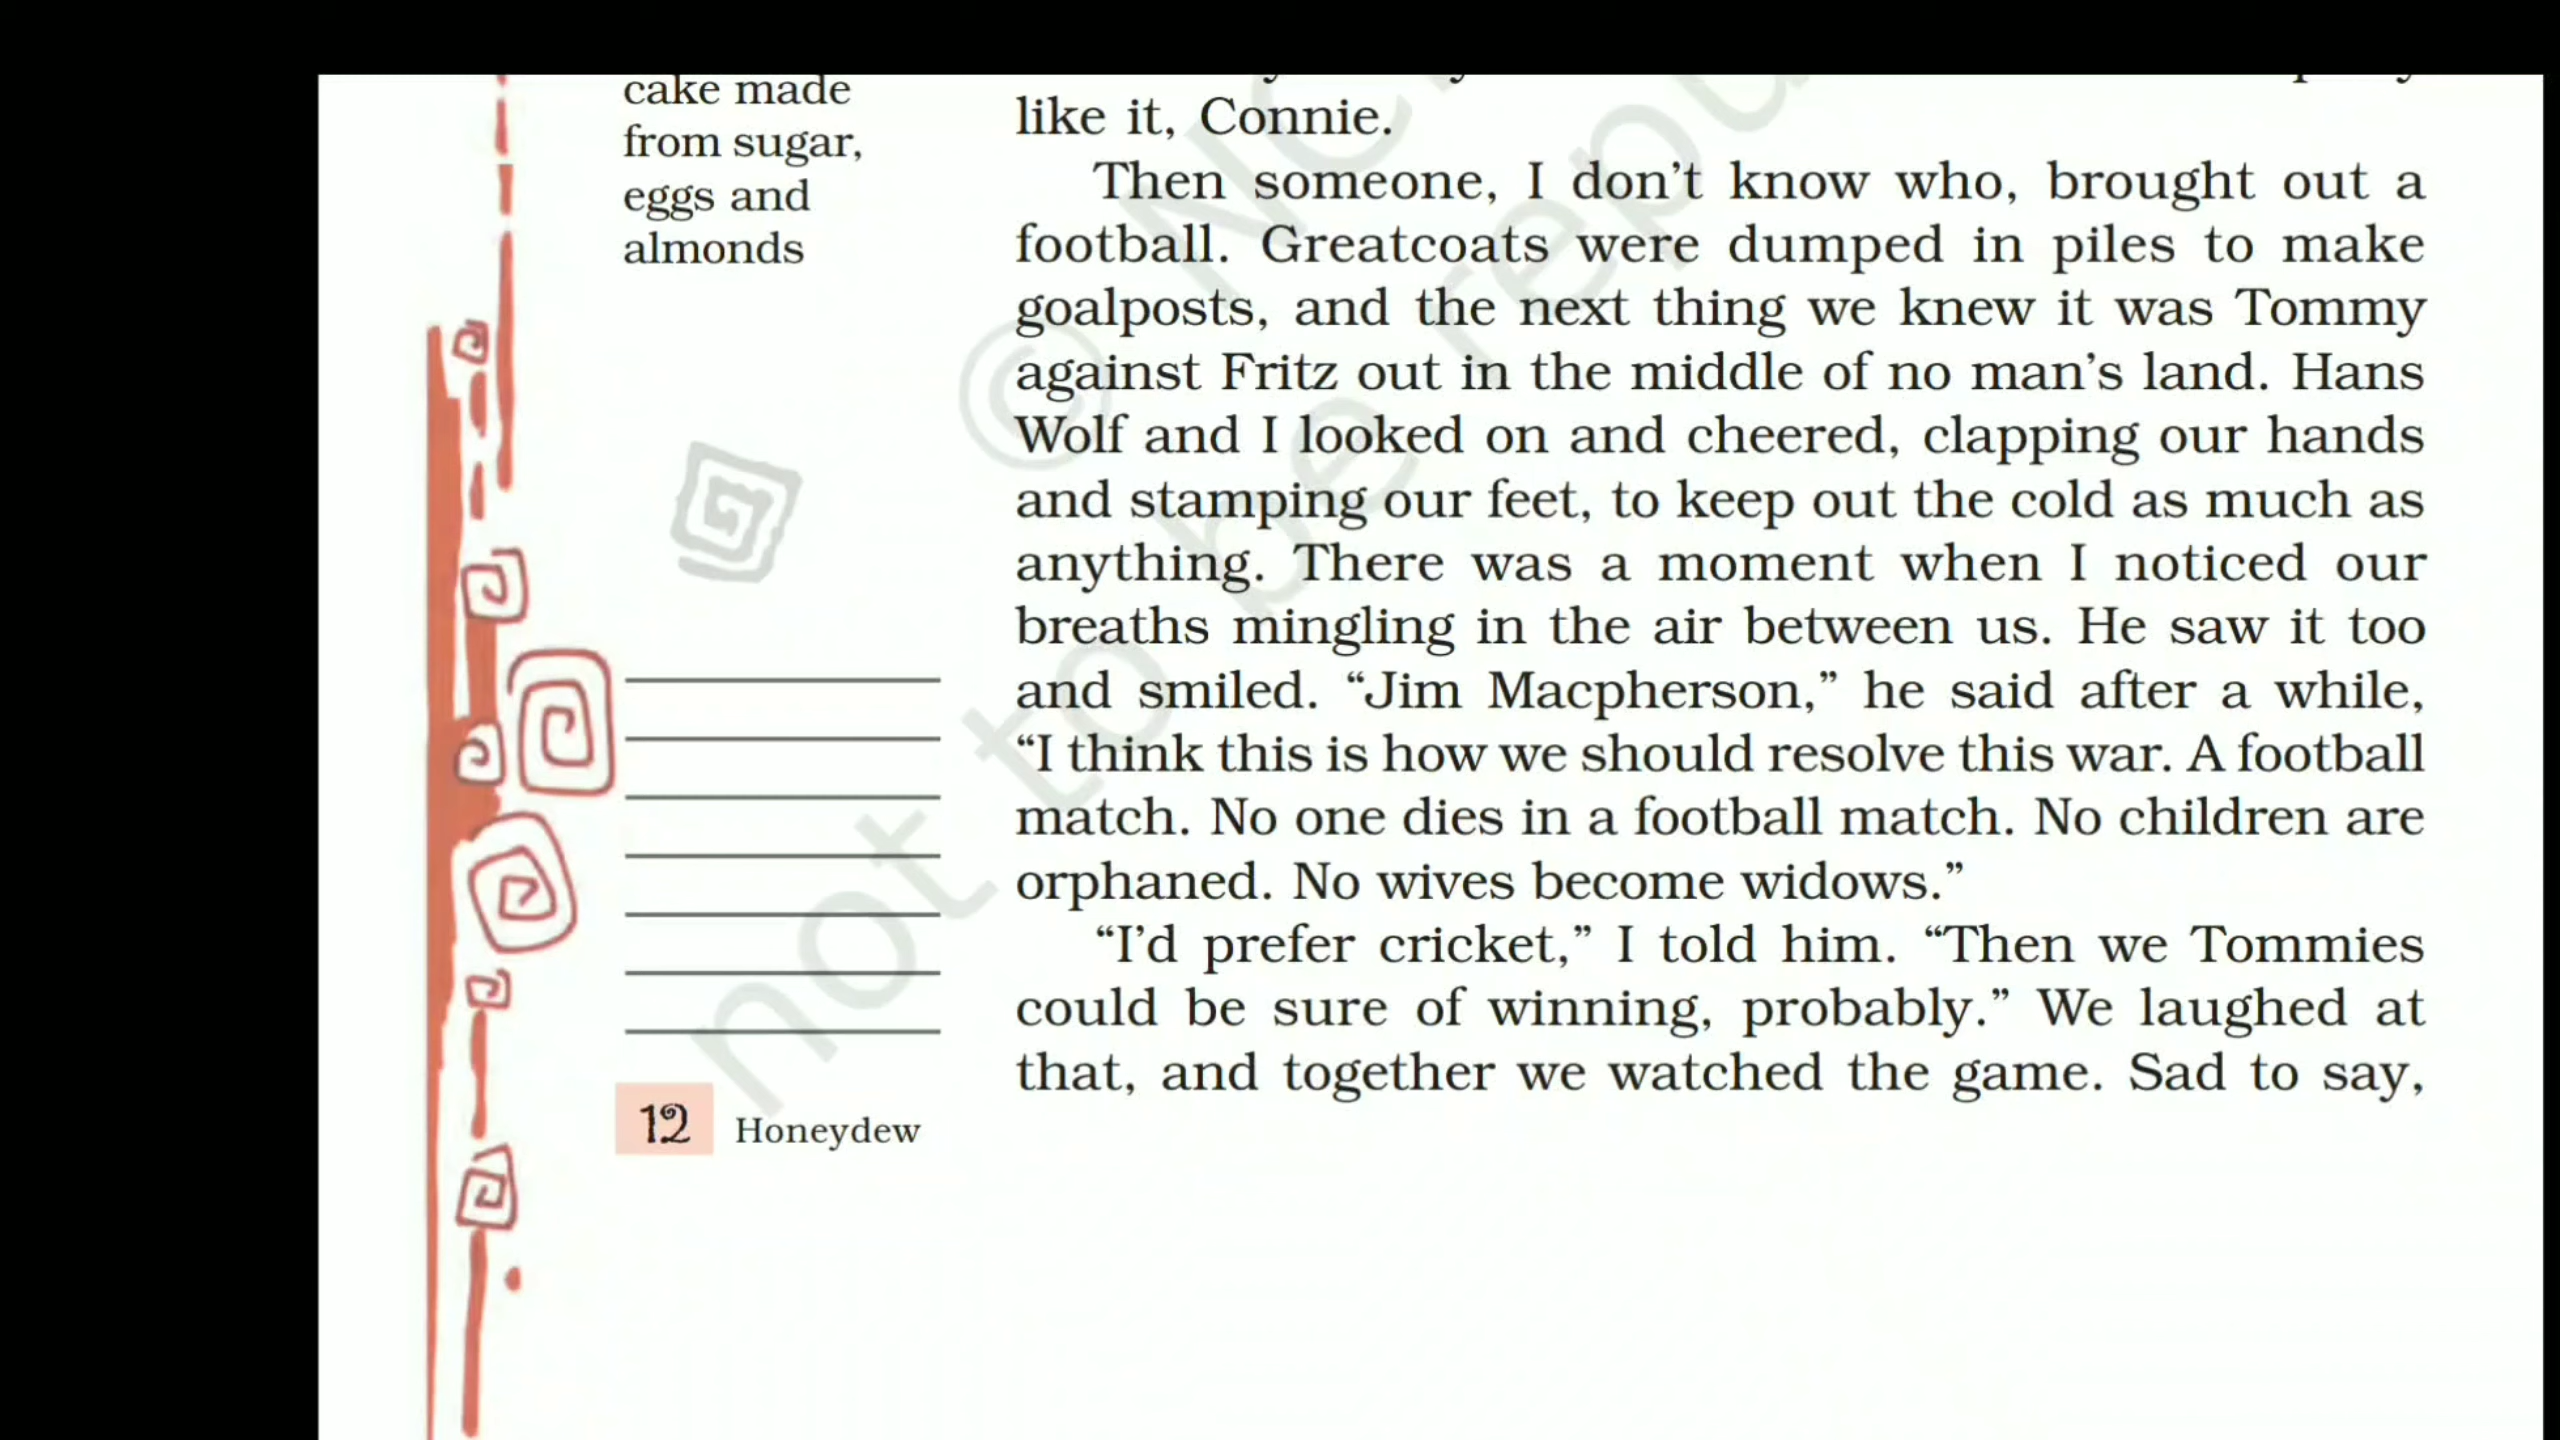 cake made
from sugar,
eggs and
almonds
like it, Connie.
Then someone, I don’t know who, brought out a
football. Greatcoats were dumped in piles to make
goalposts, and the next thing we knew it was Tommy
against Fritz out in the middle of no man’s land. Hans
Wolf and I looked on and cheered, clapping our hands
and stamping our feet, to keep out the cold as much as
anything. There was a moment when I noticed our
breaths mingling in the air between us. He saw it too
and smiled. “Jim Macpherson,” he said after a while,
“I think this is how we should resolve this war. A football
match. No one dies in a football match. No children are
orphaned. No wives become widows.”
“I’d prefer cricket,” I told him. “Then we Tommies
could be sure of winning, probably.” We laughed at
that, and together we watched the game. Sad to say,
12 Honeydew
©
not to be